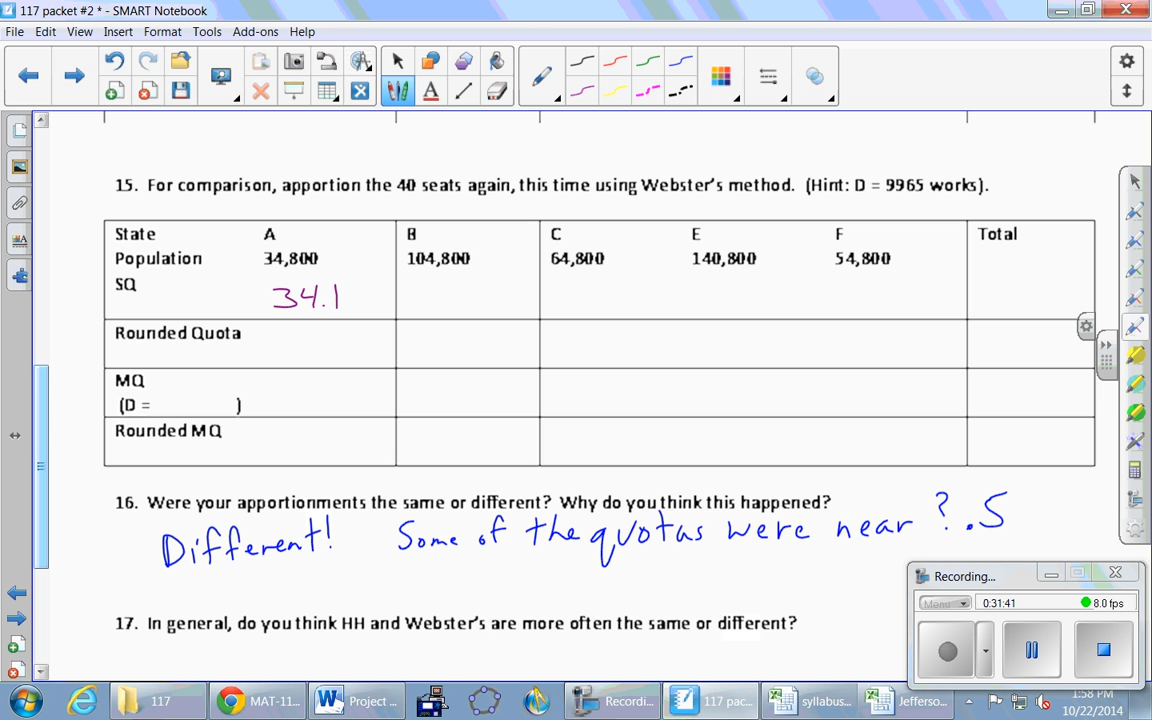 117 packet #2 * - SMART Notebook
File Edit View Insert Format Tools Add-ons Help
15. For comparison, apportion the 40 seats again, this time using Webster's method. (Hint: D = 9965 works).
State A B C E F Total
Population 34,800 104,800 64,800 140,800 54,800
SQ 34.1
Rounded Quota
MQ
(D = )
Rounded MQ
16. Were your apportionments the same or different? Why do you think this happened?
Different! Some of the quotas were near ?.5
17. In general, do you think HH and Webster's are more often the same or different?
Recording...
Menu 0:31:41 8.0 fps
117 MAT-11... Project ... Recordi... 117 pac... syllabus... Jefferso...
1:58 PM
10/22/2014